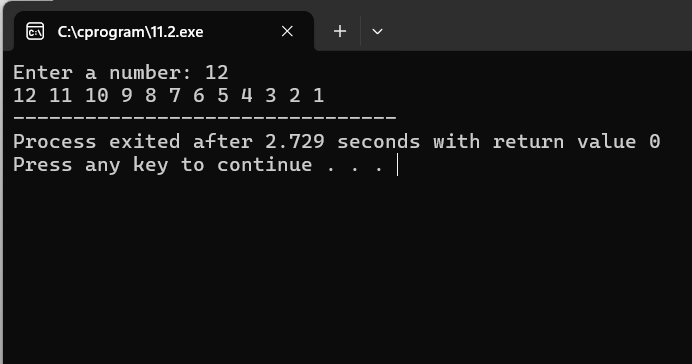 C:\cprogram\11.2.exe
Enter a number: 12
12 11 10 9 8 7 6 5 4 3 2 1
--------------------------------
Process exited after 2.729 seconds with return value 0
Press any key to continue . . .